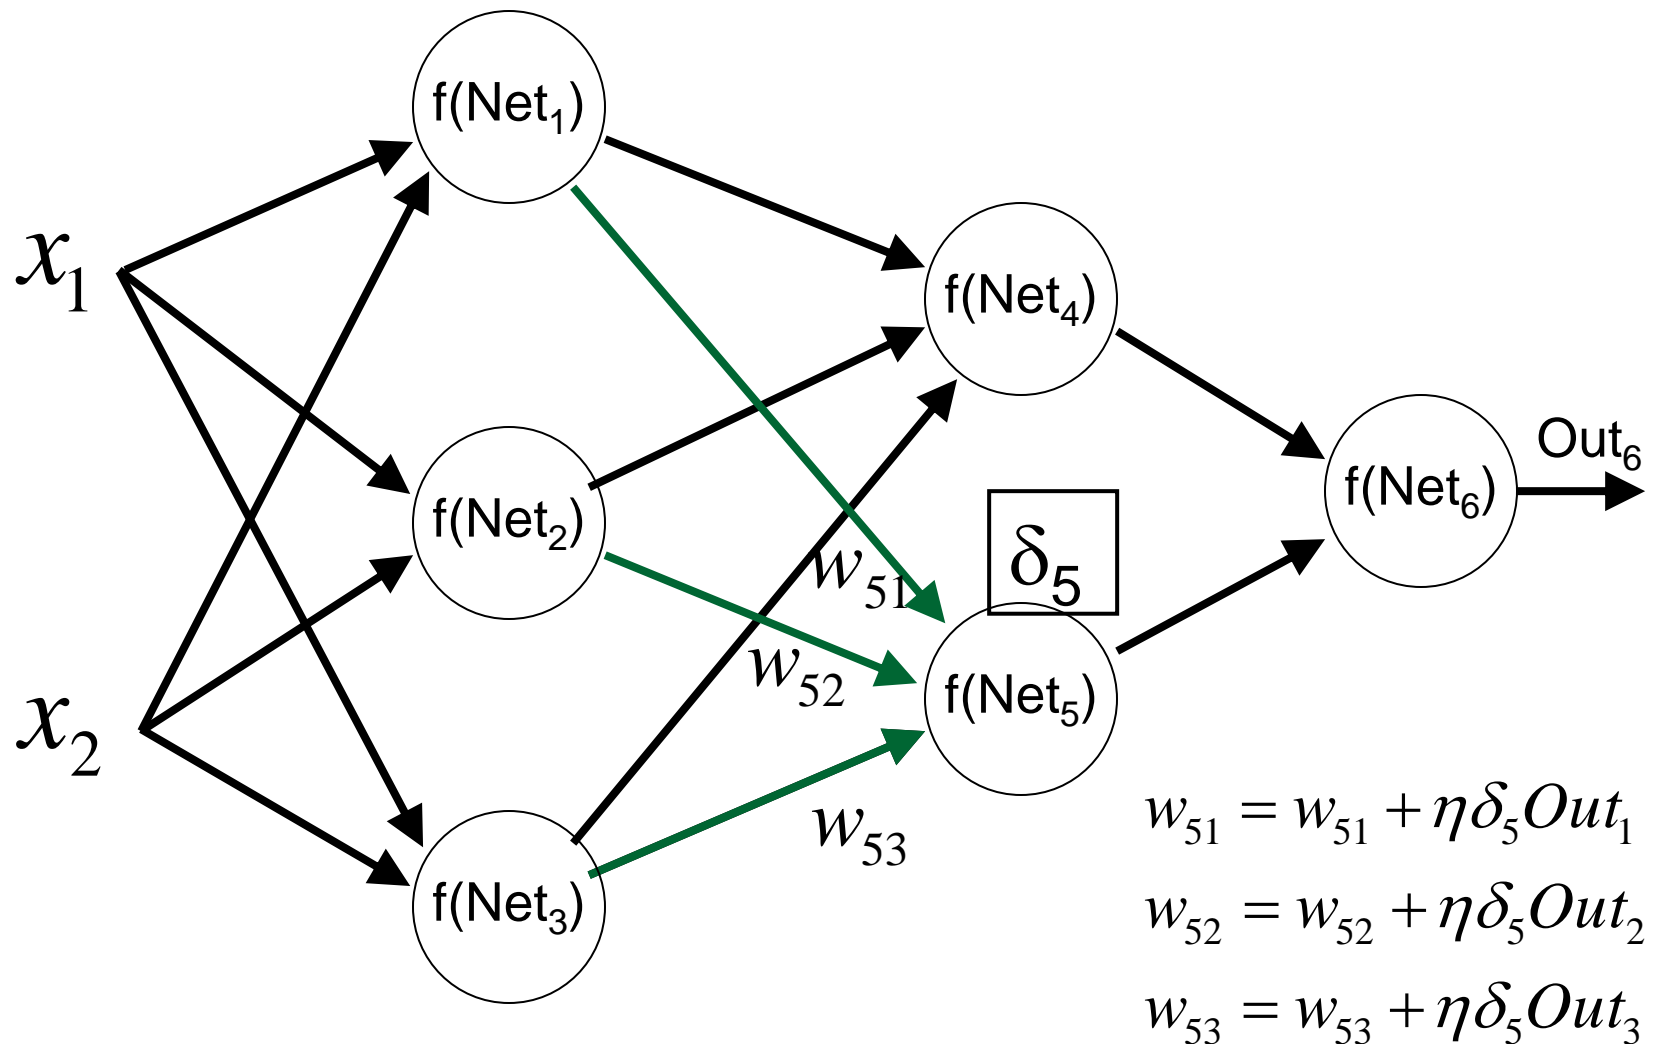 f(Net₁)
x₁
f(Net₄)
Out₆
f(Net₂)
f(Net₆)
w₅₁
δ₅
w₅₂
f(Net₅)
x₂
w₅₃
f(Net₃)
w₅₁ = w₅₁ + ηδ₅Out₁
w₅₂ = w₅₂ + ηδ₅Out₂
w₅₃ = w₅₃ + ηδ₅Out₃